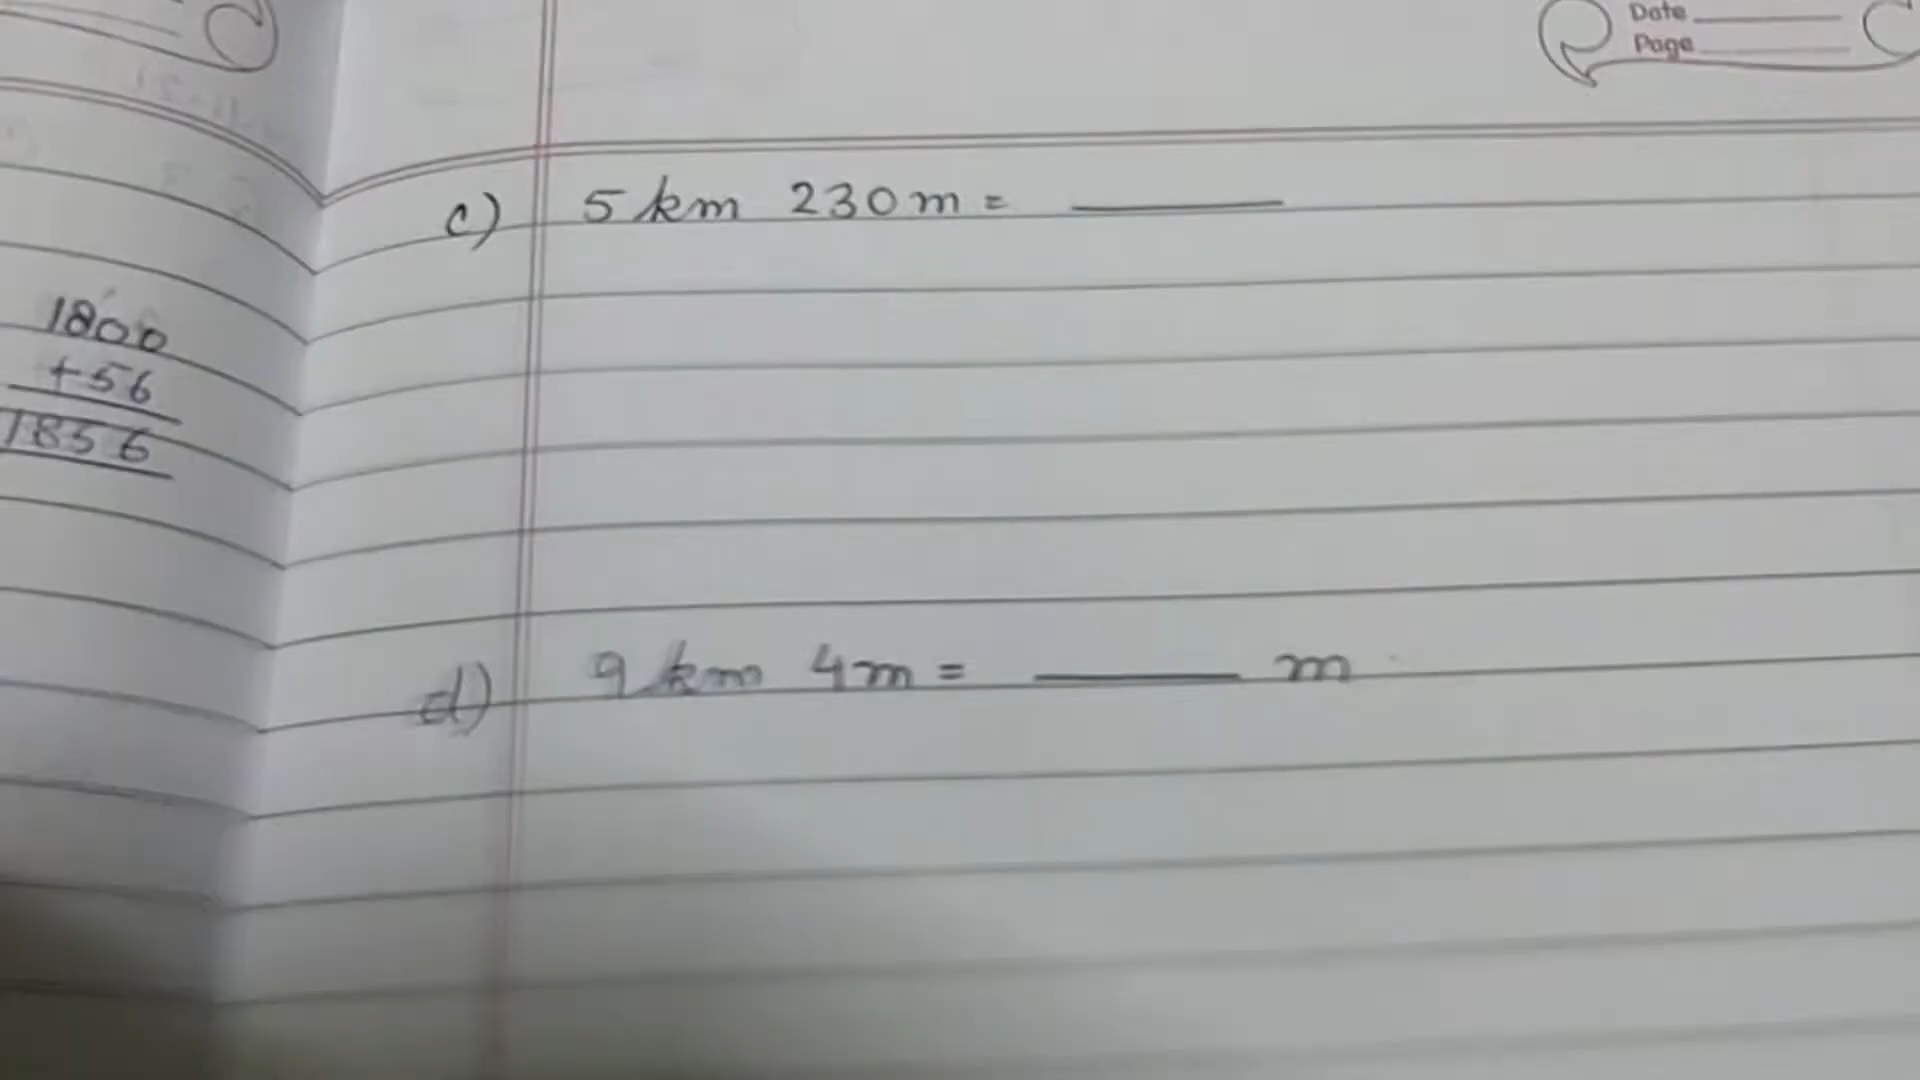 Date
Page
1800
+56
1856
c) 5 km 230 m =
d) 9 km 4 m = m